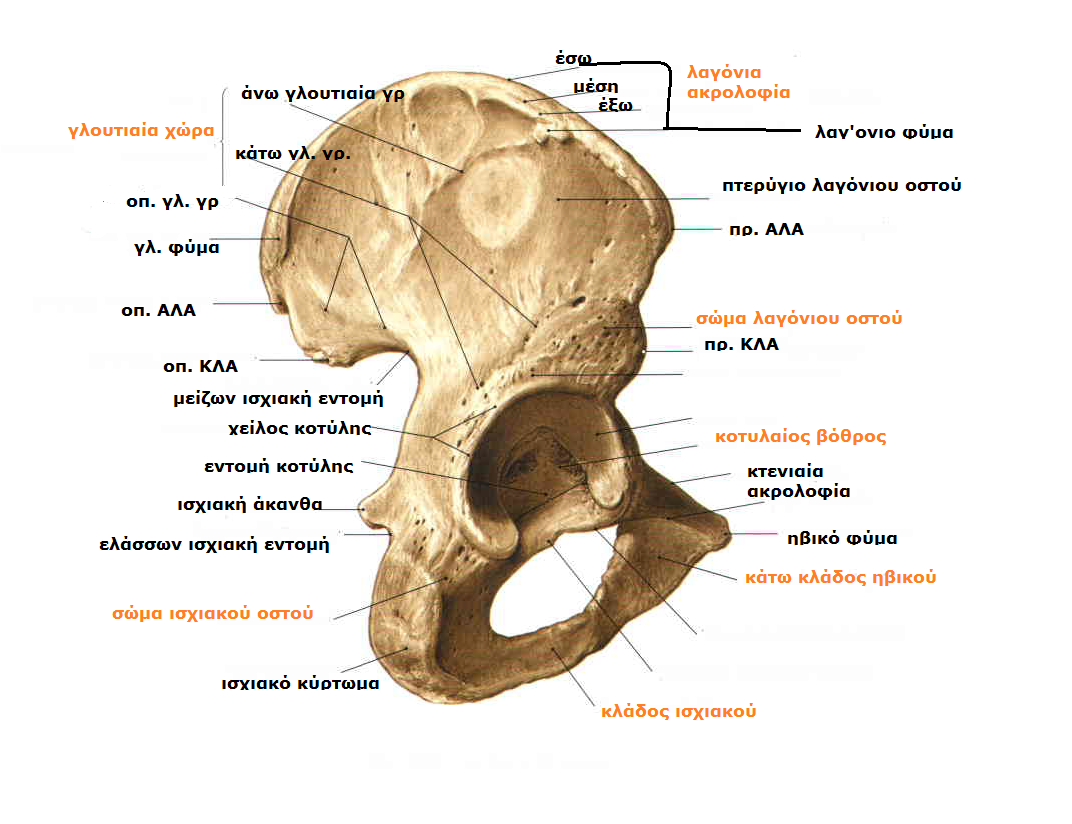 έσω
μέση
έξω
λαγόνια
ακρολοφία
λαγ'ονιο φύμα
άνω γλουτιαία γρ
γλουτιαία χώρα
κάτω γλ. γρ.
πτερύγιο λαγόνιου οστού
οπ. γλ. γρ
πρ. ΑΛΑ
γλ. φύμα
οπ. ΑΛΑ
σώμα λαγόνιου οστού
πρ. ΚΛΑ
οπ. ΚΛΑ
μείζων ισχιακή εντομή
χείλος κοτύλης
κοτυλαίος βόθρος
εντομή κοτύλης
κτενιαία
ακρολοφία
ισχιακή άκανθα
ηβικό φύμα
ελάσσων ισχιακή εντομή
κάτω κλάδος ηβικού
σώμα ισχιακού οστού
ισχιακό κύρτωμα
κλάδος ισχιακού